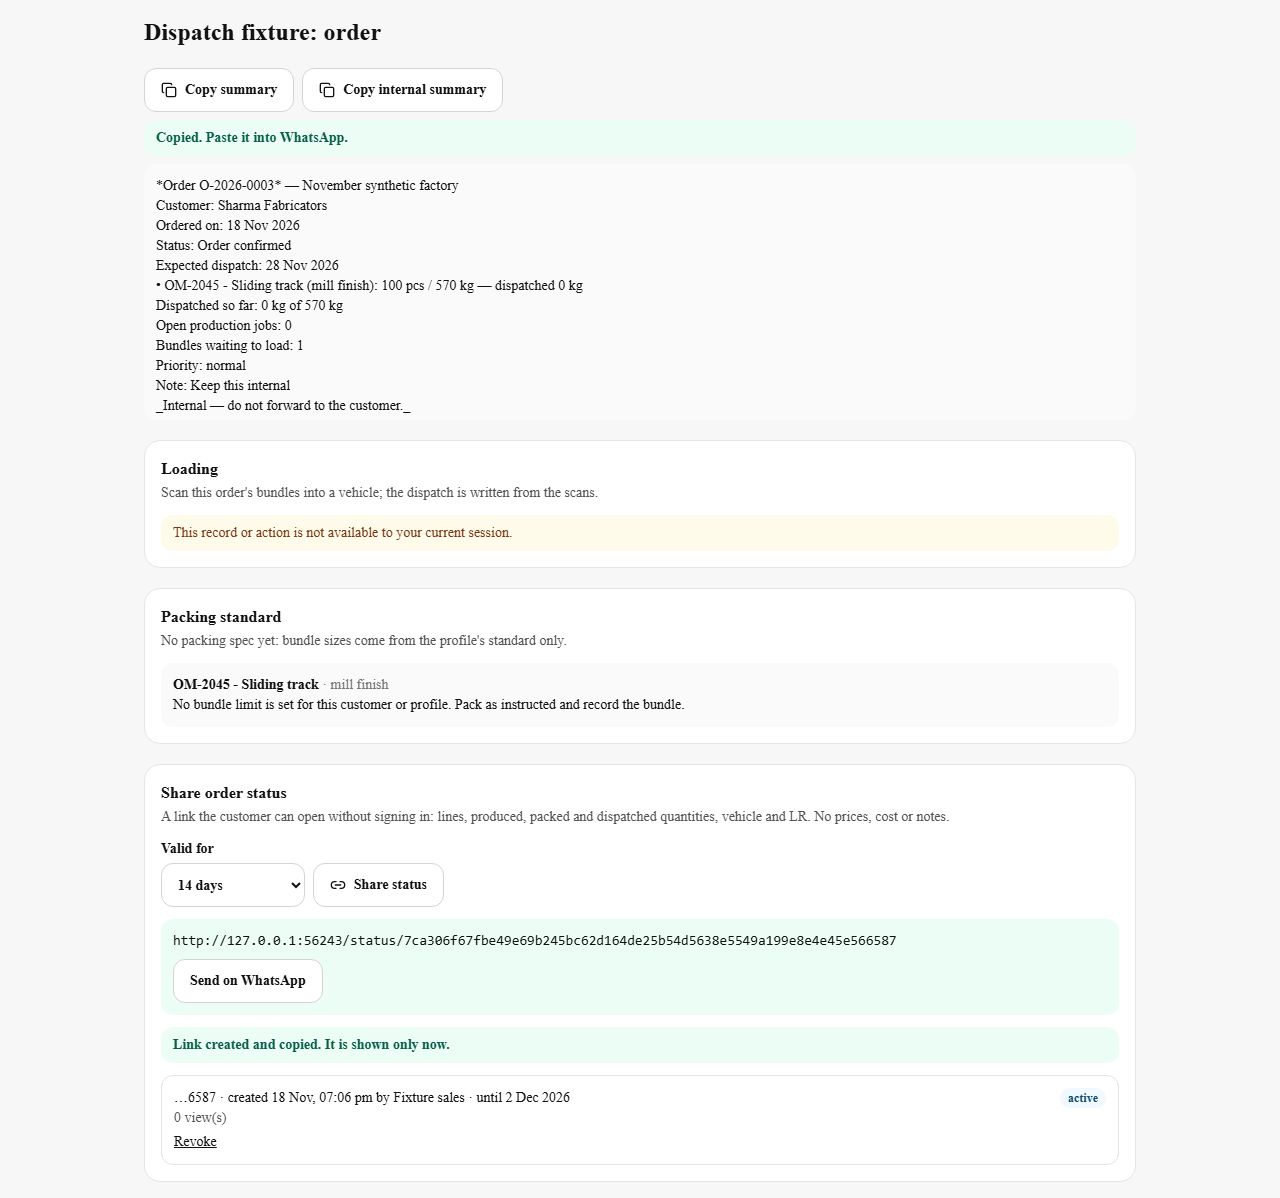 Dispatch fixture: order
Copy summary
Copy internal summary
Copied. Paste it into WhatsApp.
*Order O-2026-0003* — November synthetic factory
Customer: Sharma Fabricators
Ordered on: 18 Nov 2026
Status: Order confirmed
Expected dispatch: 28 Nov 2026
• OM-2045 - Sliding track (mill finish): 100 pcs / 570 kg — dispatched 0 kg
Dispatched so far: 0 kg of 570 kg
Open production jobs: 0
Bundles waiting to load: 1
Priority: normal
Note: Keep this internal
_Internal — do not forward to the customer._
Loading
Scan this order's bundles into a vehicle; the dispatch is written from the scans.
This record or action is not available to your current session.
Packing standard
No packing spec yet: bundle sizes come from the profile's standard only.
OM-2045 - Sliding track · mill finish
No bundle limit is set for this customer or profile. Pack as instructed and record the bundle.
Share order status
A link the customer can open without signing in: lines, produced, packed and dispatched quantities, vehicle and LR. No prices, cost or notes.
Valid for
14 days
Share status
http://127.0.0.1:56243/status/7ca306f67fbe49e69b245bc62d164de25b54d5638e5549a199e8e4e45e566587
Send on WhatsApp
Link created and copied. It is shown only now.
…6587 · created 18 Nov, 07:06 pm by Fixture sales · until 2 Dec 2026
active
0 view(s)
Revoke